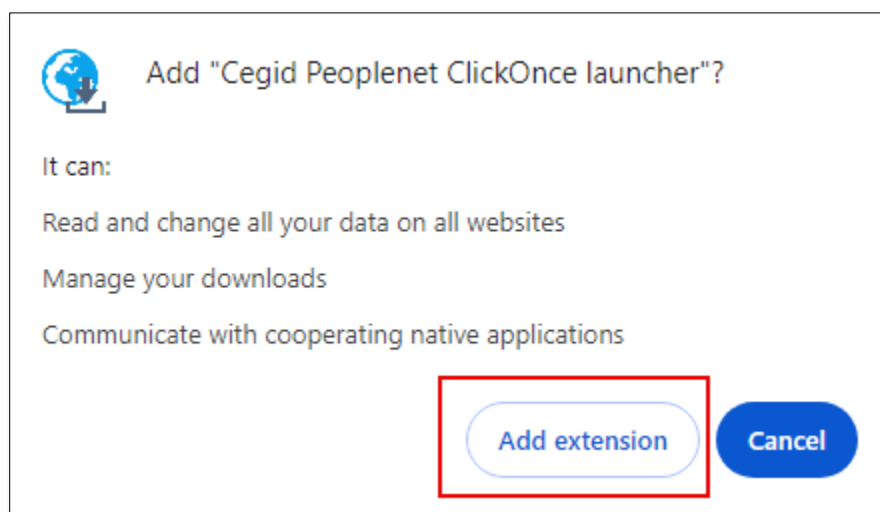 Add "Cegid Peoplenet ClickOnce launcher"?
It can:
Read and change all your data on all websites
Manage your downloads
Communicate with cooperating native applications
Add extension
Cancel